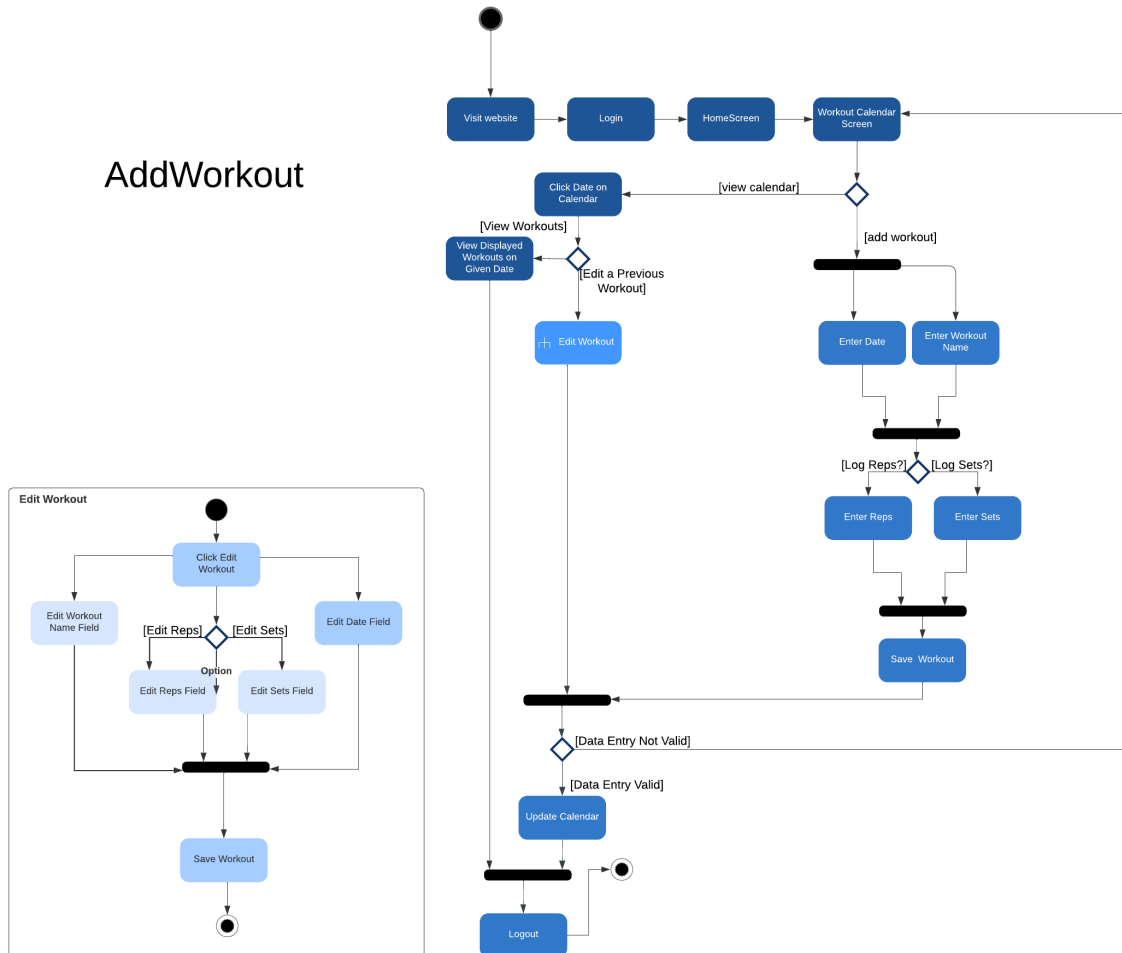 Visit website
Login
HomeScreen
Workout Calendar
Screen
AddWorkout
Click Date on
Calendar
[view calendar]
[View Workouts]
[add workout]
View Displayed
Workouts on
Given Date
[Edit a Previous
Workout]
Edit Workout
Enter Date
Enter Workout
Name
[Log Reps?]
[Log Sets?]
Enter Reps
Enter Sets
Save Workout
[Data Entry Not Valid]
[Data Entry Valid]
Update Calendar
Logout
Edit Workout
Click Edit
Workout
Edit Workout
Name Field
[Edit Reps]
[Edit Sets]
Edit Date Field
Option
Edit Reps Field
Edit Sets Field
Save Workout